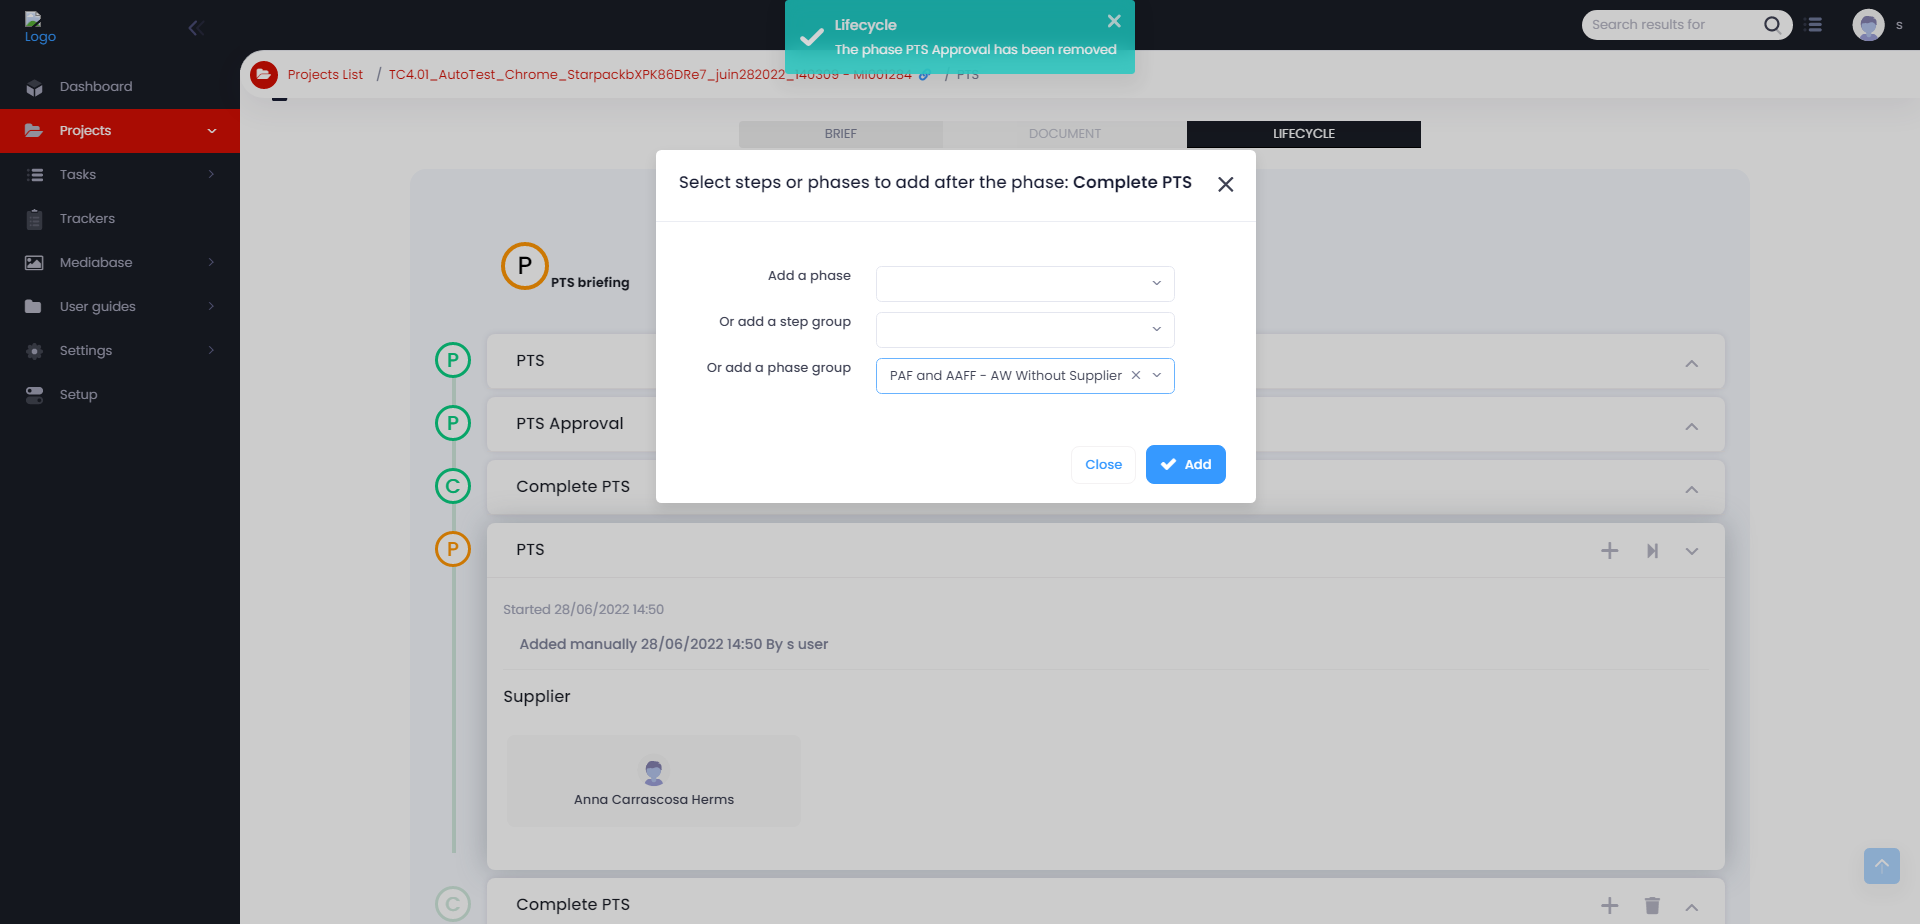 Logo
Lifecycle
The phase PTS Approval has been removed
Search results for
s
Projects List / TC4.01_AutoTest_Chrome_StarpackbXPK86DRe7_juin282022_140309 - MI001284 / PTS
Dashboard
Projects
Tasks
Trackers
Mediabase
User guides
Settings
Setup
BRIEF
DOCUMENT
LIFECYCLE
Select steps or phases to add after the phase: Complete PTS
Add a phase
Or add a step group
Or add a phase group
PAF and AAFF - AW Without Supplier
Close
Add
P
PTS briefing
P
PTS
P
PTS Approval
C
Complete PTS
P
PTS
Started 28/06/2022 14:50
Added manually 28/06/2022 14:50 By s user
Supplier
Anna Carrascosa Herms
C
Complete PTS